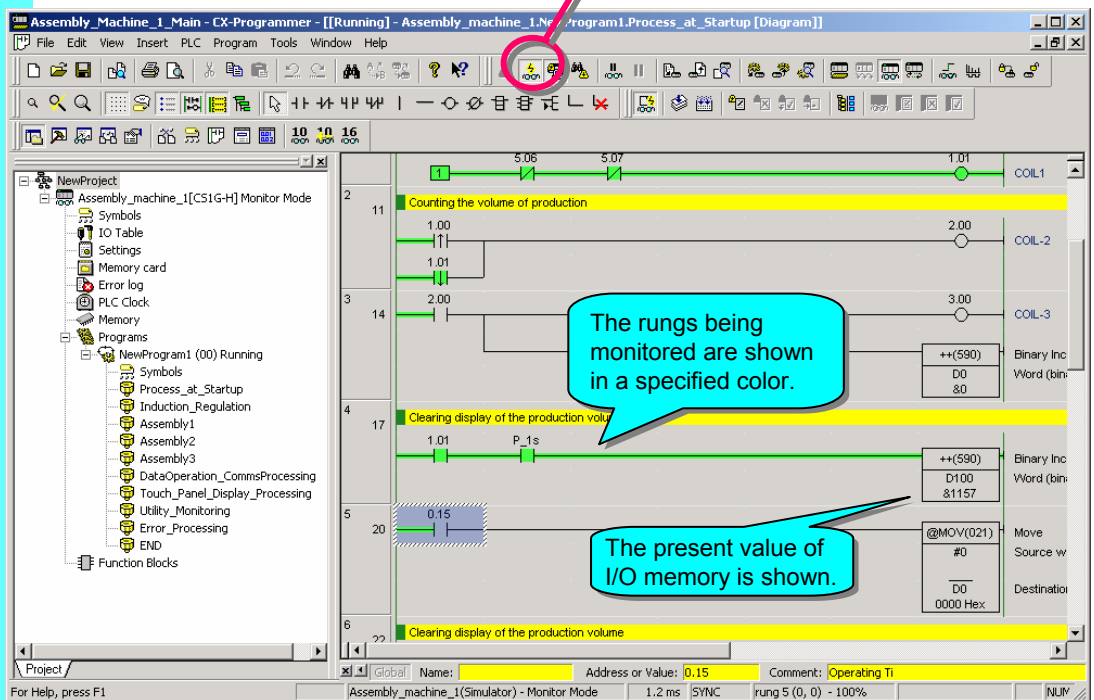 Assembly_Machine_1_Main - CX-Programmer - [[Running] - Assembly_machine_1.Ne Program1.Process_at_Startup [Diagram]]
File Edit View Insert PLC Program Tools Window Help
10 10 16
NewProject
Assembly_machine_1[CS1G-H] Monitor Mode
Symbols
IO Table
Settings
Memory card
Error log
PLC Clock
Memory
Programs
NewProgram1 (00) Running
Symbols
Process_at_Startup
Induction_Regulation
Assembly1
Assembly2
Assembly3
DataOperation_CommsProcessing
Touch_Panel_Display_Processing
Utility_Monitoring
Error_Processing
END
Function Blocks
Project
5.06 5.07 1.01
1 COIL1
2 11 Counting the volume of production
1.00 2.00
COIL-2
1.01
3 14 2.00 3.00
COIL-3
++(590) Binary Inc
D0 Word (bin
&0
The rungs being
monitored are shown
in a specified color.
4 17 Clearing display of the production volu
1.01 P_1s
++(590) Binary Inc
D100 Word (bin
&1157
5 20 0.15
@MOV(021) Move
#0 Source w
D0 Destination
0000 Hex
The present value of
I/O memory is shown.
6 22 Clearing display of the production volume
Global Name: Address or Value: 0.15 Comment: Operating Ti
For Help, press F1 Assembly_machine_1(Simulator) - Monitor Mode 1.2 ms SYNC rung 5 (0, 0) - 100% NUM